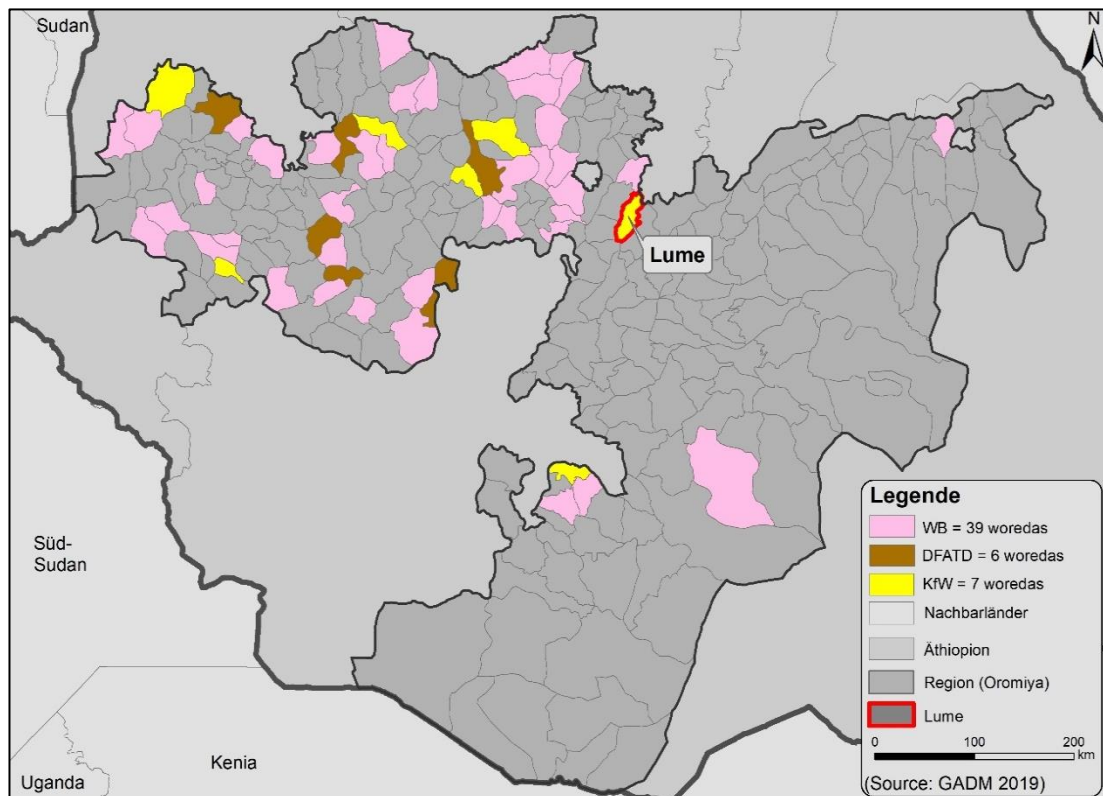 Sudan
N
Lume
Süd-
Sudan
Kenia
Uganda
Legende
WB = 39 woredas
DFATD = 6 woredas
KfW = 7 woredas
Nachbarländer
Äthiopion
Region (Oromiya)
Lume
0 100 200
km
(Source: GADM 2019)